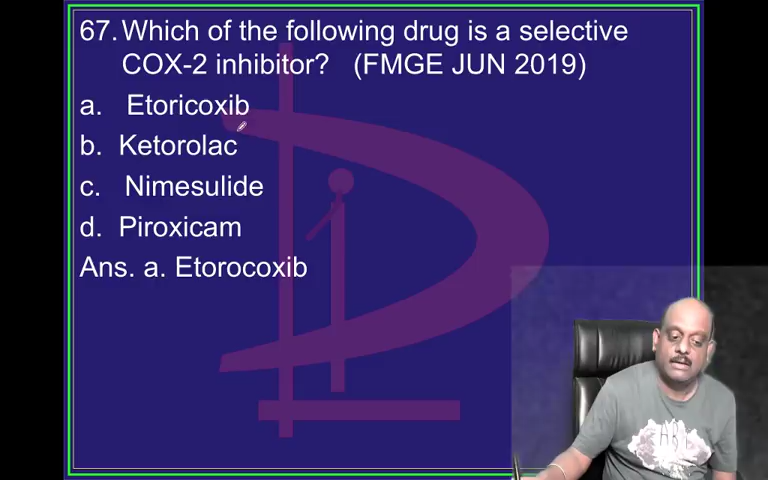 67. Which of the following drug is a selective
COX-2 inhibitor? (FMGE JUN 2019)
a. Etoricoxib
b. Ketorolac
c. Nimesulide
d. Piroxicam
Ans. a. Etorocoxib